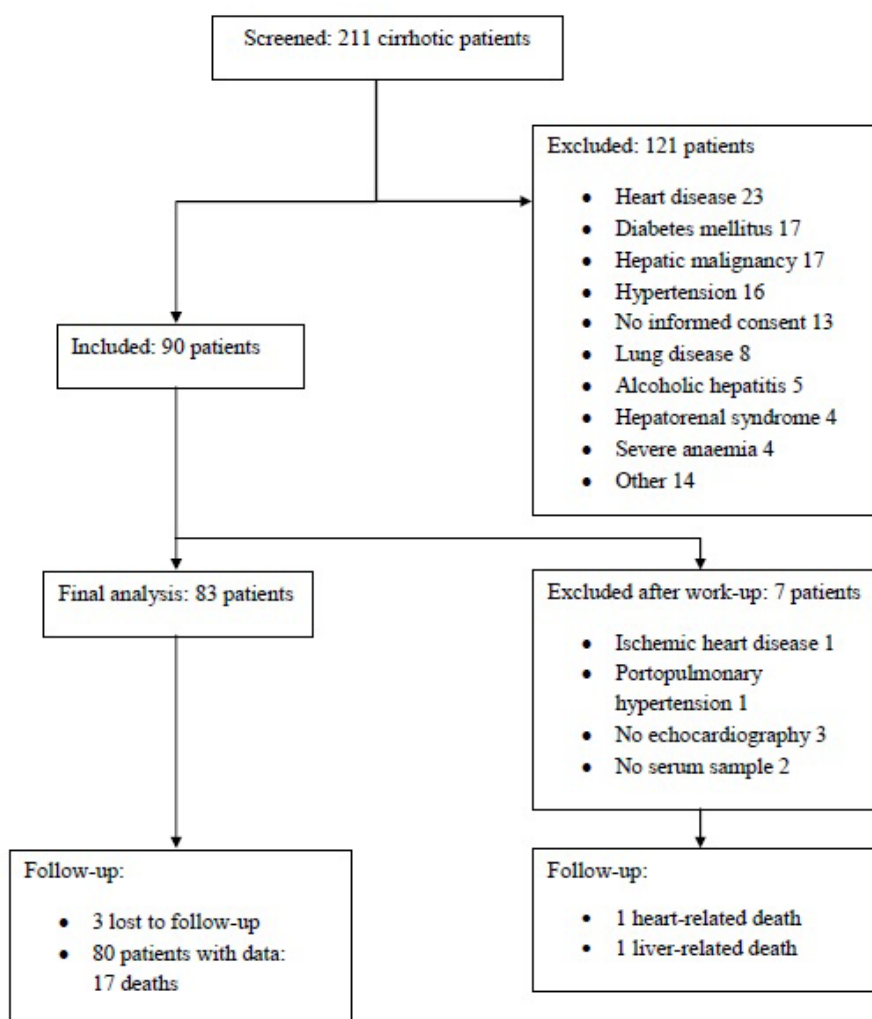 Screened: 211 cirrhotic patients
Excluded: 121 patients
• Heart disease 23
• Diabetes mellitus 17
• Hepatic malignancy 17
• Hypertension 16
• No informed consent 13
• Lung disease 8
• Alcoholic hepatitis 5
• Hepatorenal syndrome 4
• Severe anaemia 4
• Other 14
Included: 90 patients
Final analysis: 83 patients
Excluded after work-up: 7 patients
• Ischemic heart disease 1
• Portopulmonary
hypertension 1
• No echocardiography 3
• No serum sample 2
Follow-up:
• 3 lost to follow-up
• 80 patients with data:
17 deaths
Follow-up:
• 1 heart-related death
• 1 liver-related death